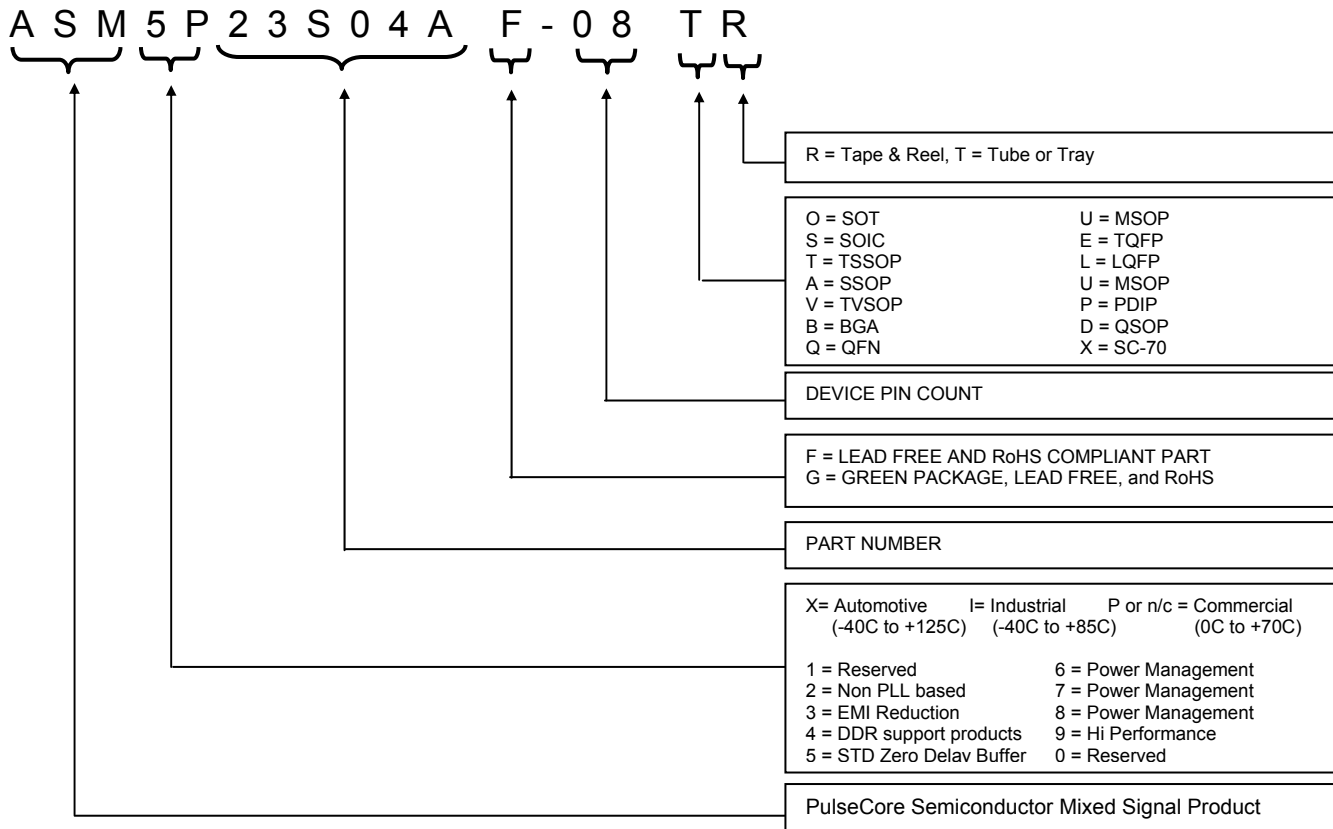 A S M 5 P 2 3 S 0 4 A F - 0 8 T R
R = Tape & Reel, T = Tube or Tray
O = SOT U = MSOP
S = SOIC E = TQFP
T = TSSOP L = LQFP
A = SSOP U = MSOP
V = TVSOP P = PDIP
B = BGA D = QSOP
Q = QFN X = SC-70
DEVICE PIN COUNT
F = LEAD FREE AND RoHS COMPLIANT PART
G = GREEN PACKAGE, LEAD FREE, and RoHS
PART NUMBER
X= Automotive I= Industrial P or n/c = Commercial
(-40C to +125C) (-40C to +85C) (0C to +70C)
1 = Reserved 6 = Power Management
2 = Non PLL based 7 = Power Management
3 = EMI Reduction 8 = Power Management
4 = DDR support products 9 = Hi Performance
5 = STD Zero Delav Buffer 0 = Reserved
PulseCore Semiconductor Mixed Signal Product